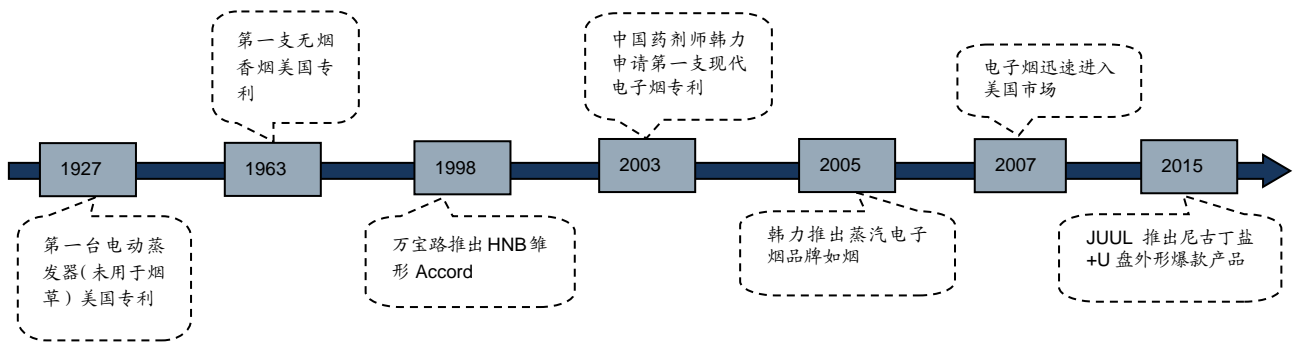 第一支无烟
香烟美国专
利
中国药剂师韩力
申请第一支现代
电子烟专利
电子烟迅速进入
美国市场
1927
1963
1998
2003
2005
2007
2015
第一台电动蒸
发器(未用于烟
草)美国专利
万宝路推出HNB雏
形 Accord
韩力推出蒸汽电子
烟品牌如烟
JUUL 推出尼古丁盐
+U 盘外形爆款产品